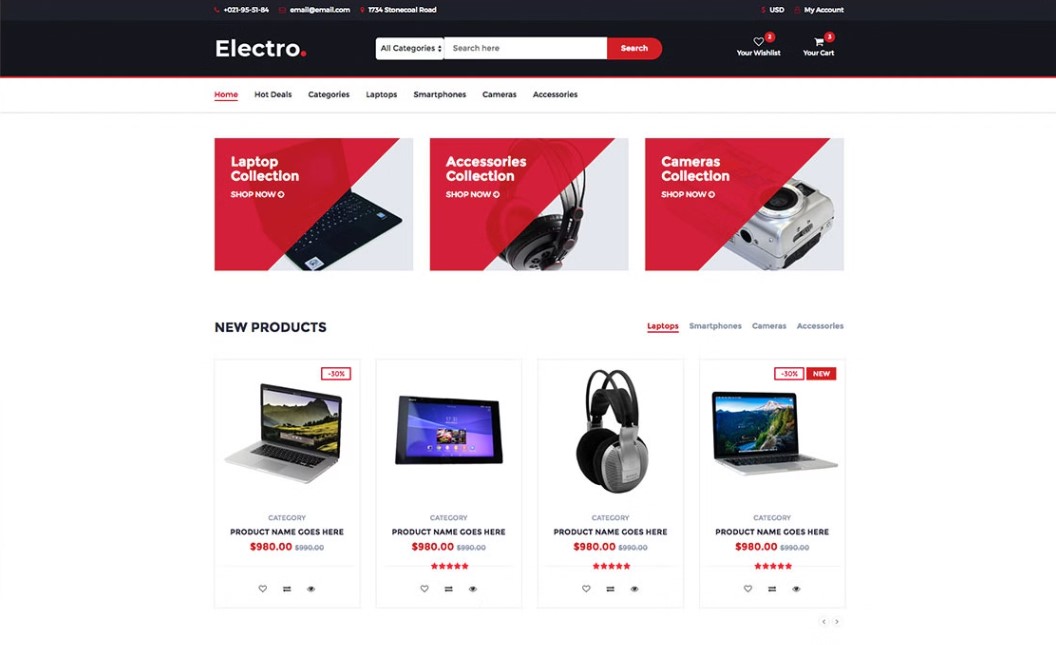 +021-95-51-84 email@email.com 1734 Stonecoal Road $ USD My Account
Electro. All Categories Search here Search 2 Your Wishlist 3 Your Cart
Home Hot Deals Categories Laptops Smartphones Cameras Accessories
Laptop Collection
SHOP NOW
Accessories Collection
SHOP NOW
Cameras Collection
SHOP NOW
NEW PRODUCTS Laptops Smartphones Cameras Accessories
-30%
CATEGORY
PRODUCT NAME GOES HERE
$980.00 $990.00
CATEGORY
PRODUCT NAME GOES HERE
$980.00 $990.00
CATEGORY
PRODUCT NAME GOES HERE
$980.00 $990.00
-30% NEW
CATEGORY
PRODUCT NAME GOES HERE
$980.00 $990.00